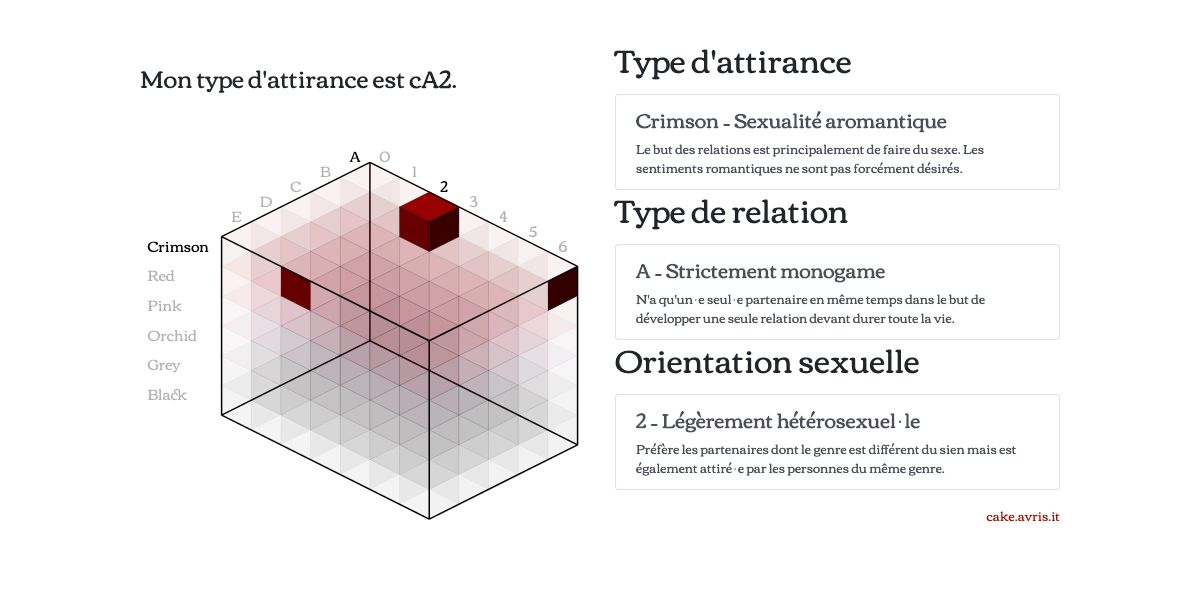 Mon type d'attirance est cA2.
A
B
C
D
E
0
1
2
3
4
5
6
Crimson
Red
Pink
Orchid
Grey
Black
Type d'attirance
Crimson - Sexualité aromantique
Le but des relations est principalement de faire du sexe. Les
sentiments romantiques ne sont pas forcément désirés.
Type de relation
A - Strictement monogame
N'a qu'un·e seul·e partenaire en même temps dans le but de
développer une seule relation devant durer toute la vie.
Orientation sexuelle
2 - Légèrement hétérosexuel·le
Préfère les partenaires dont le genre est différent du sien mais est
également attiré·e par les personnes du même genre.
cake.avris.it